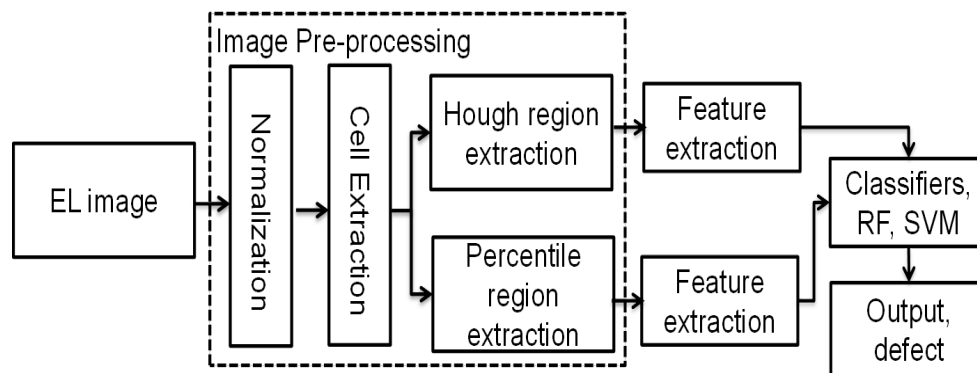 Image Pre-processing
EL image
Normalization
Cell Extraction
Hough region
extraction
Percentile
region
extraction
Feature
extraction
Feature
extraction
Classifiers,
RF, SVM
Output,
defect